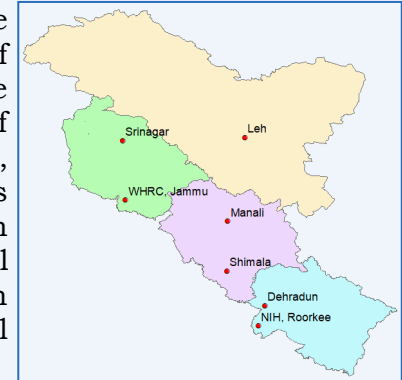 e
f
e
f
,
s
n
l
n
l
Leh
Srinagar
WHRC, Jammu
Manali
Shimala
Dehradun
NIH, Roorkee